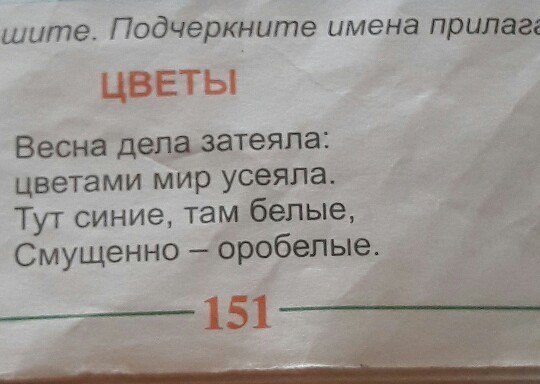 шите. Подчеркните имена прилага
ЦВЕТЫ
Весна дела затеяла:
цветами мир усеяла.
Тут синие, там белые,
Смущенно – оробелые.
151